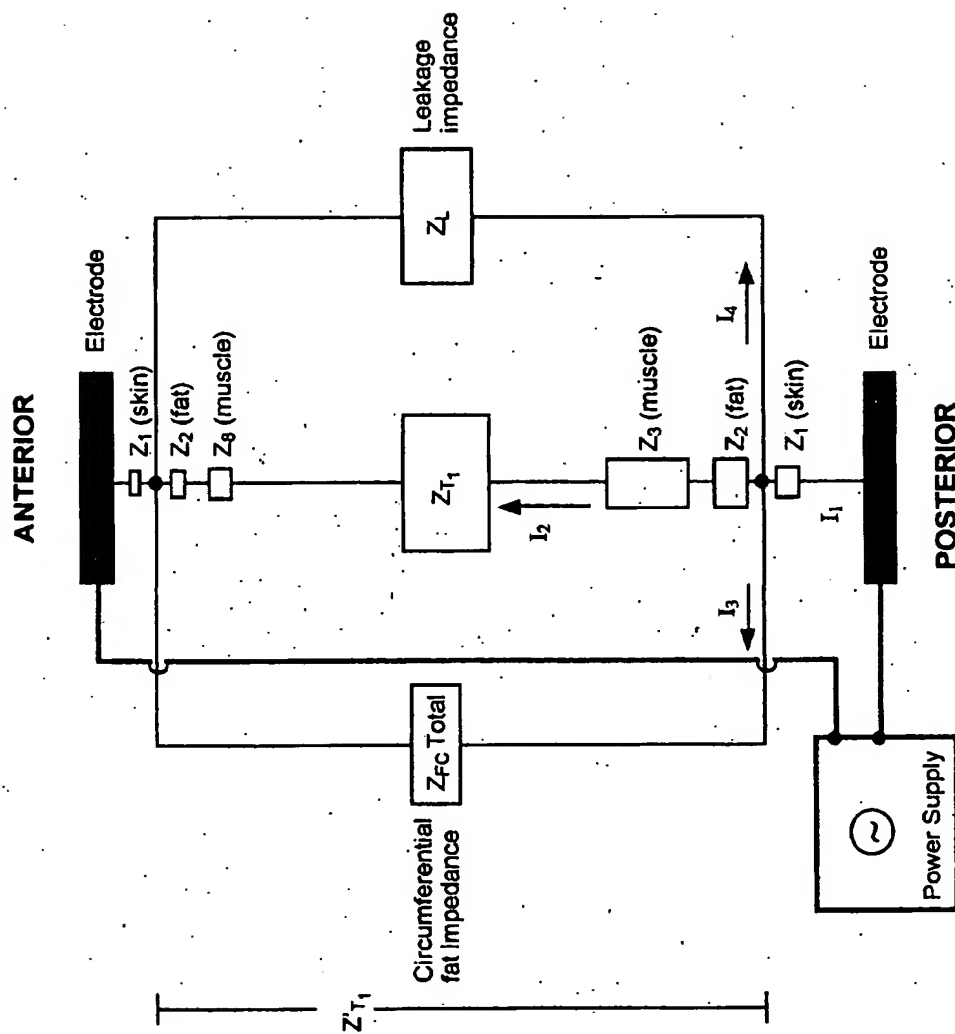 ANTERIOR
Electrode
Z1 (skin)
Z2 (fat)
Z8 (muscle)
ZFC Total
Circumferential
fat Impedance
ZT1
ZL
Leakage
impedance
Z'T1
I2
Z3 (muscle)
Z2 (fat)
I3
I4
Z1 (skin)
I1
Electrode
POSTERIOR
Power Supply
~